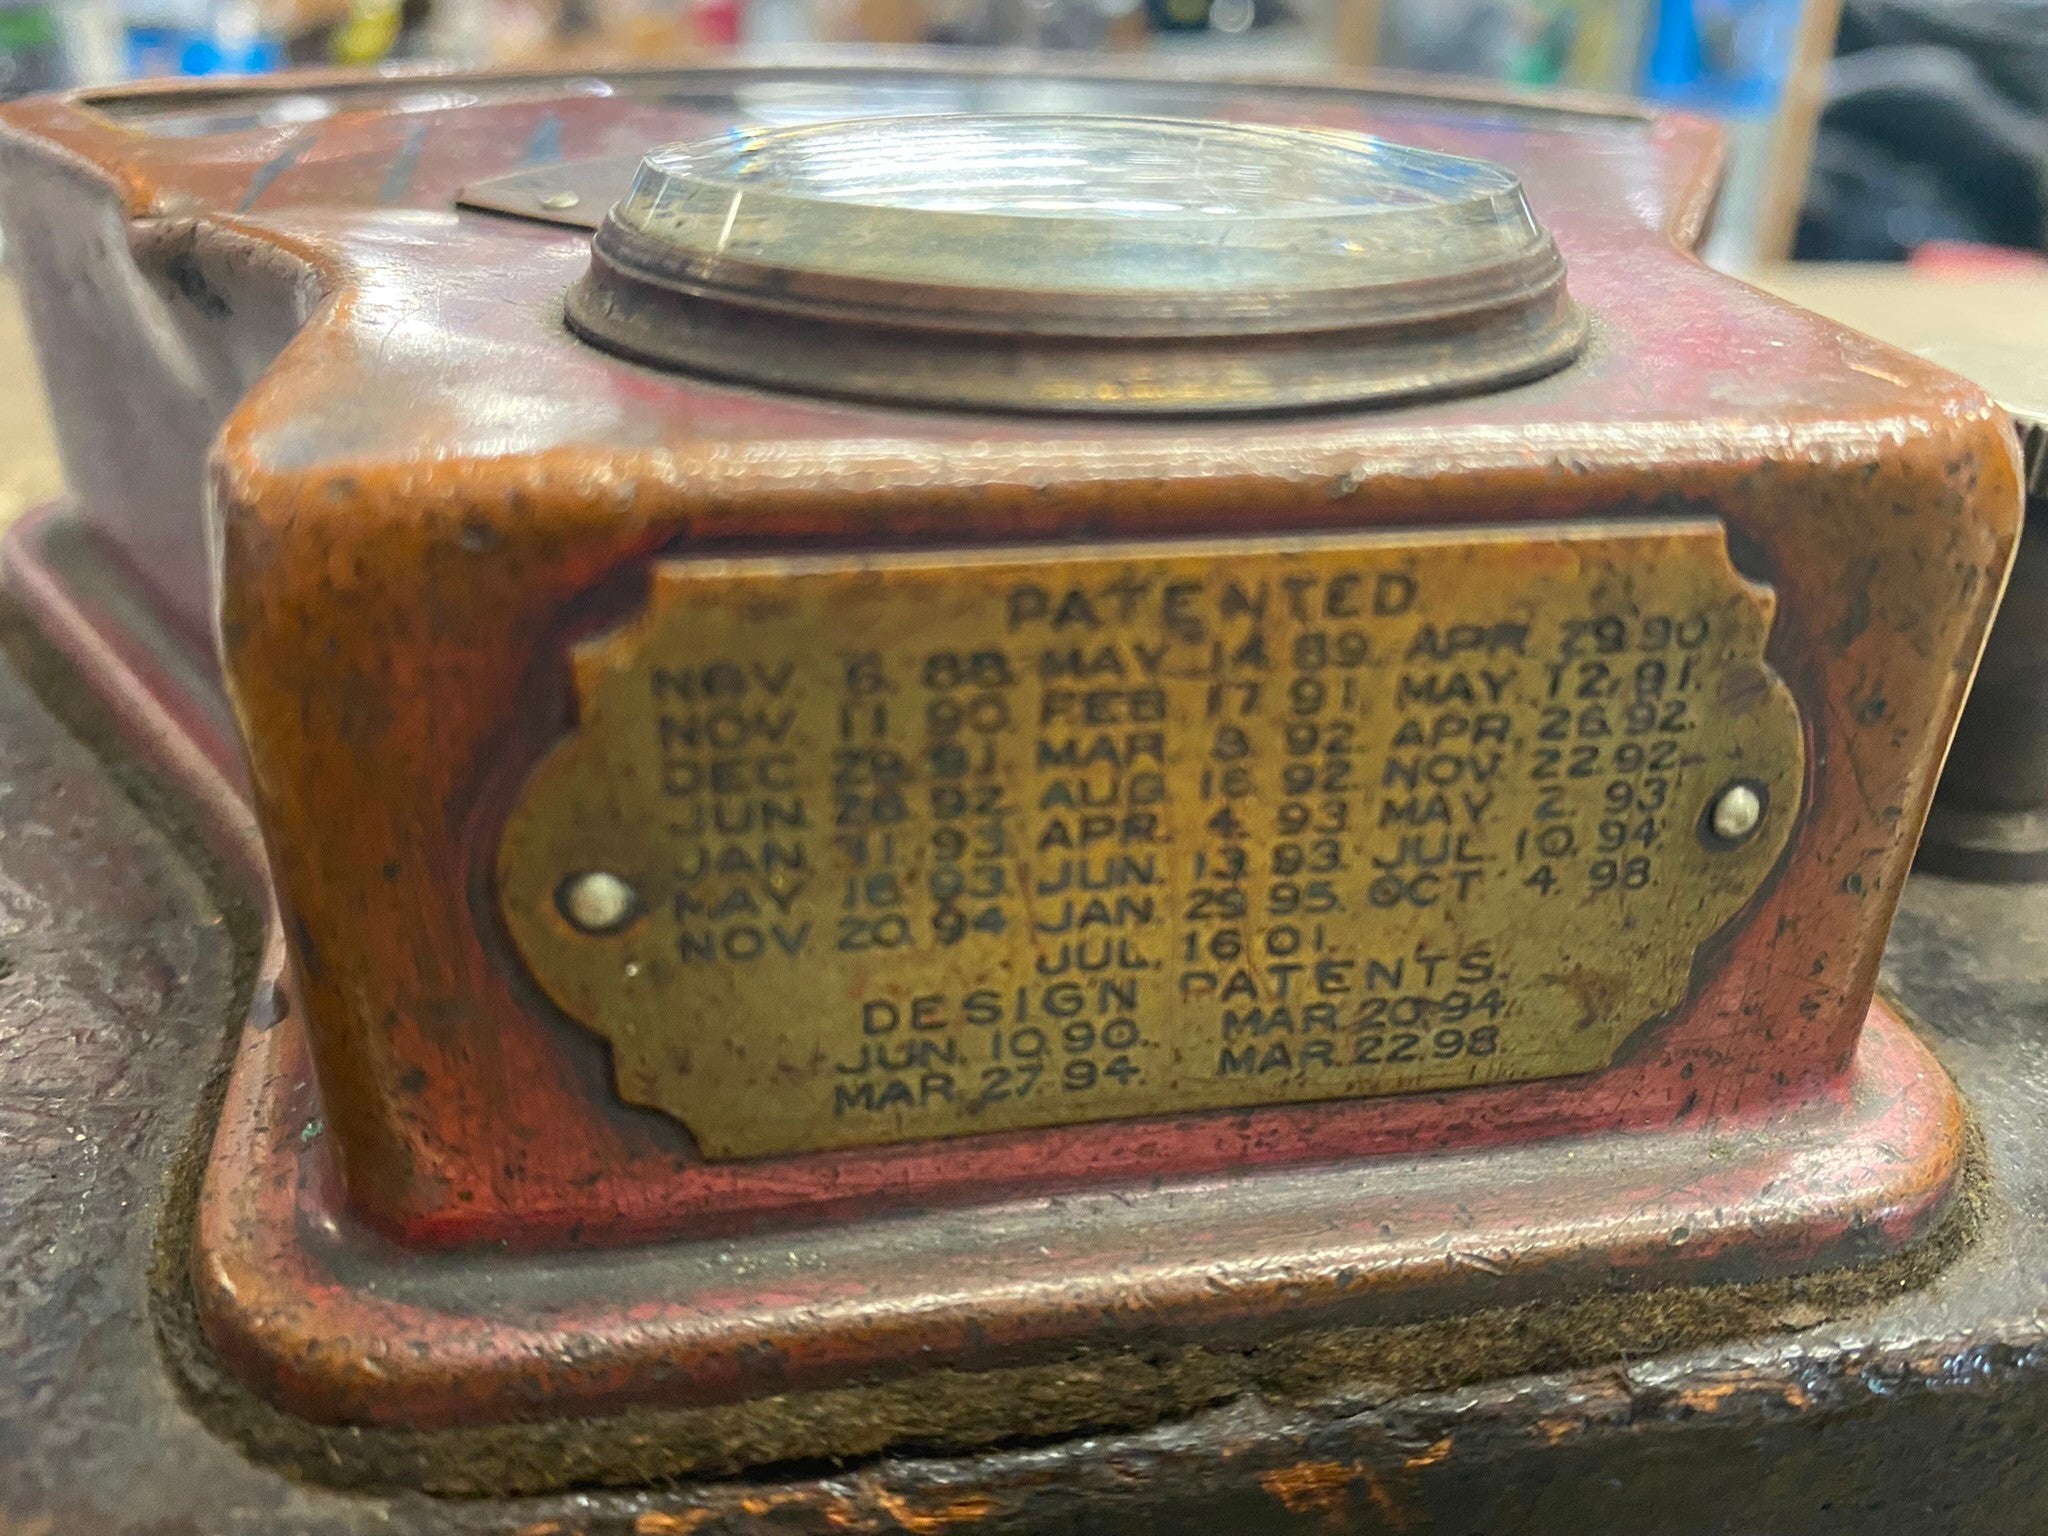 PATENTED
NOV. 6. 88. MAY. 14. 89. APR. 29. 90.
NOV. 11. 90. FEB. 17. 91. MAY. 12. 91.
DEC. 29. 91. MAR. 8. 92. APR. 26. 92.
JUN. 28. 92. AUG. 16. 92. NOV. 22. 92.
JAN. 31. 93. APR. 4. 93. MAY. 2. 93.
MAY. 16. 93. JUN. 13. 93. JUL. 10. 94.
NOV. 20. 94. JAN. 29. 95. OCT. 4. 98.
JUL. 16. 01.
DESIGN PATENTS.
JUN. 10. 90. MAR. 20. 94.
MAR. 27. 94. MAR. 22. 98.